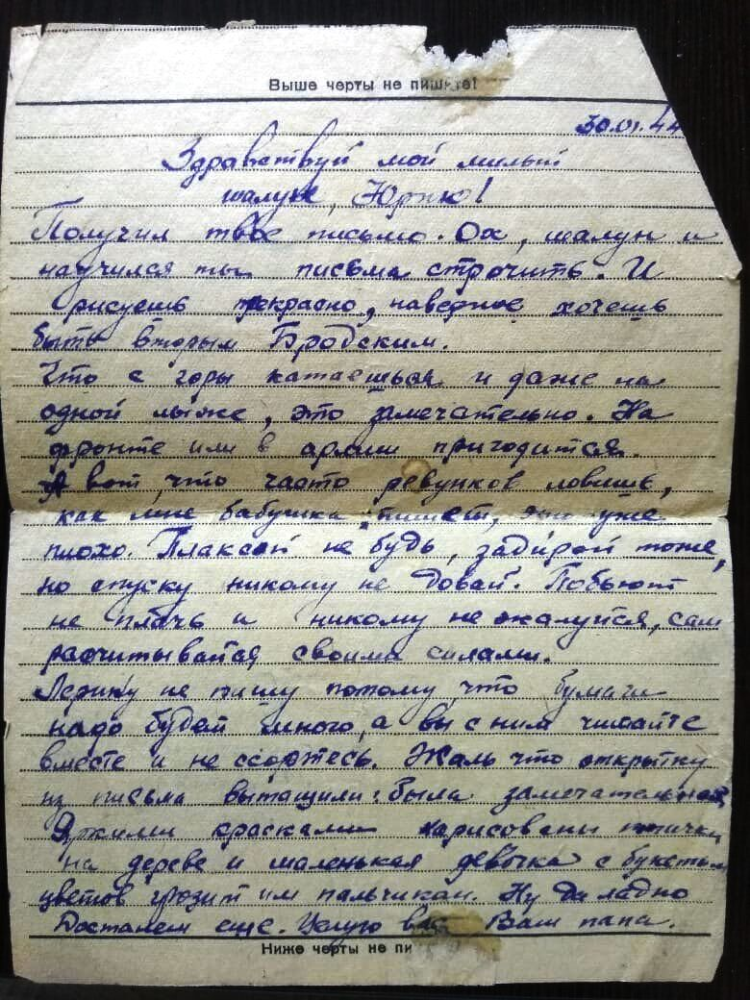 Выше черты не пишите!
30.01.44
Здравствуй мой милый
шалун, Юрик!
Получил твое письмо. Ох, шалун и
научился ты письма строчить. И
рисуешь прекрасно, наверное хочешь
быть вторым Бродским.
Что с горы катаешься и даже на
одной лыже, это замечательно. На
фронте или в армии пригодится.
А вот, что часто ревунков ловишь,
как мне бабушка пишет, это уже
плохо. Плаксой не будь, задирой тоже,
но спуску никому не довай. Побьют
не плачь и никому не жалуйся, сам
расчитывайся своими силами.
Лерику не пишу потому, что бумаги
надо будет много, а вы с ним читайте
вместе и не ссортесь. Жаль что открытку
из письма вытащили: была замечательная,
Яркими красками нарисованы птички
на дереве и маленькая девочка с букетом
цветов грозит им пальчикам. Ну да ладно
Достанем еще. Целую вас Ваш папа.
Ниже черты не пи